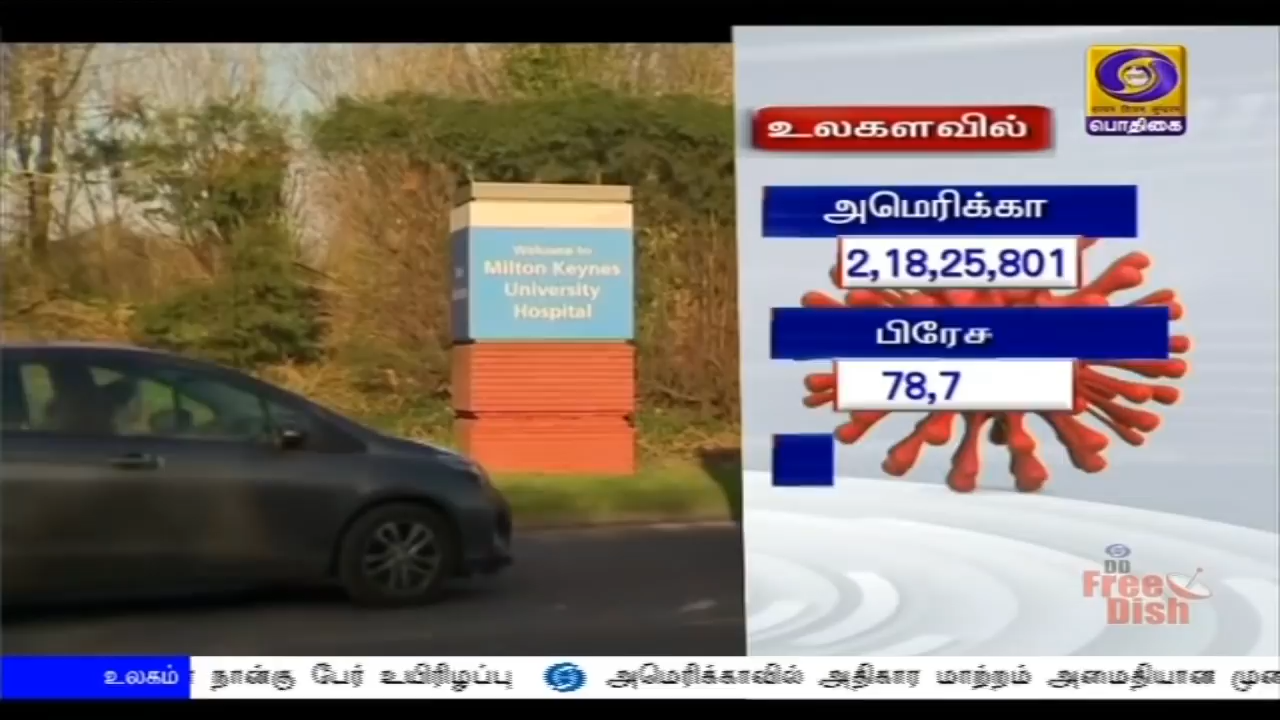 Welcome to
Milton Keynes
University
Hospital
பொதிகை
உலகளவில்
அமெரிக்கா
2,18,25,801
பிரேச
78,7
DD
Free
Dish
உலகம்
நான்கு பேர் உயிரிழப்பு
அமெரிக்காவில் அதிகார மாற்றம் அமைதியான முறை